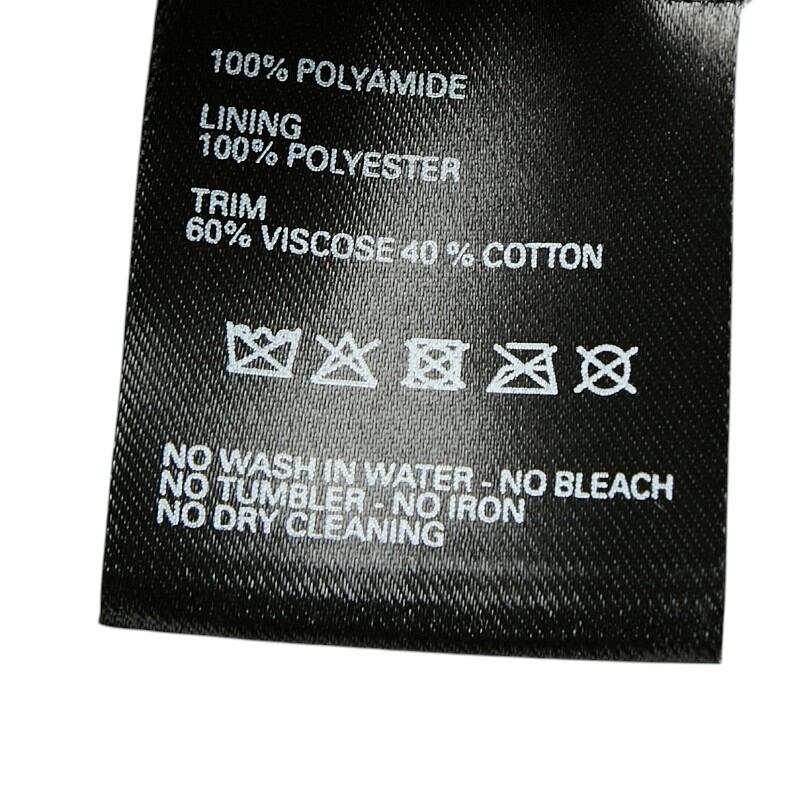 100% POLYAMIDE
LINING
100% POLYESTER
TRIM
60% VISCOSE 40 % COTTON
NO WASH IN WATER - NO BLEACH
NO TUMBLER - NO IRON
NO DRY CLEANING